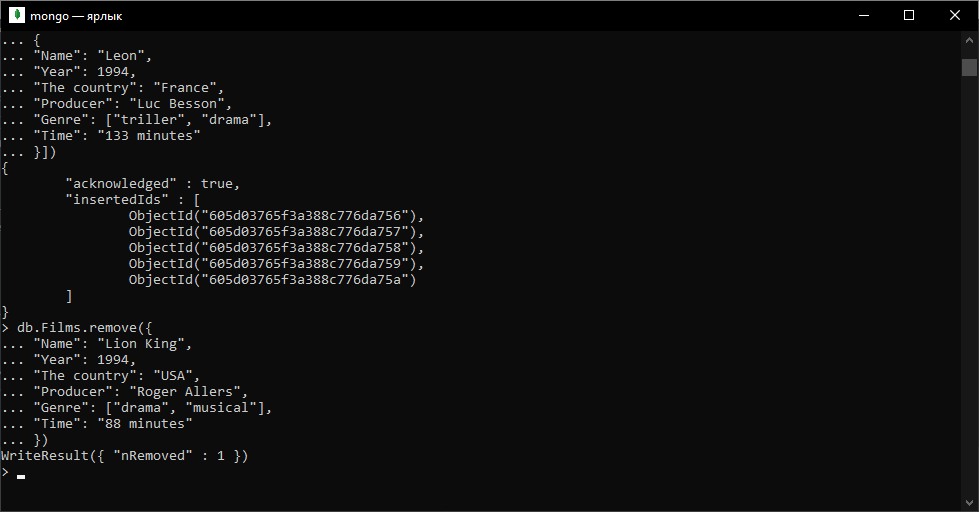 mongo — ярлык
... {
... "Name": "Leon",
... "Year": 1994,
... "The country": "France",
... "Producer": "Luc Besson",
... "Genre": ["triller", "drama"],
... "Time": "133 minutes"
... }])
{
        "acknowledged" : true,
        "insertedIds" : [
                ObjectId("605d03765f3a388c776da756"),
                ObjectId("605d03765f3a388c776da757"),
                ObjectId("605d03765f3a388c776da758"),
                ObjectId("605d03765f3a388c776da759"),
                ObjectId("605d03765f3a388c776da75a")
        ]
}
> db.Films.remove({
... "Name": "Lion King",
... "Year": 1994,
... "The country": "USA",
... "Producer": "Roger Allers",
... "Genre": ["drama", "musical"],
... "Time": "88 minutes"
... })
WriteResult({ "nRemoved" : 1 })
>